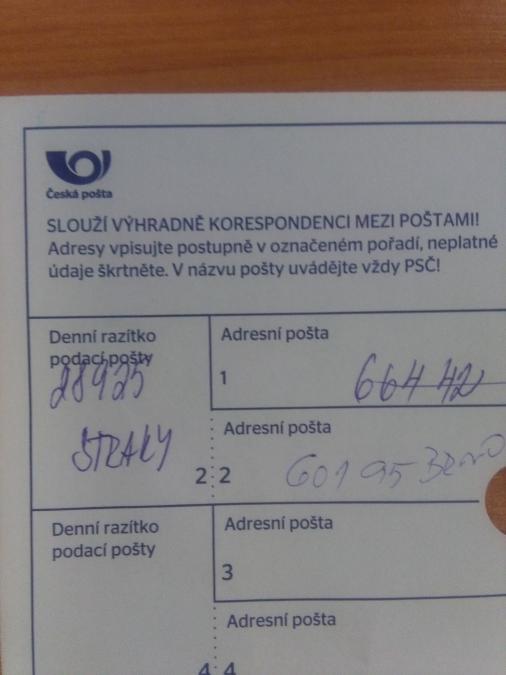 Česká pošta
SLOUŽÍ VÝHRADNĚ KORESPONDENCI MEZI POŠTAMI!
Adresy vpisujte postupně v označeném pořadí, neplatné
údaje škrtněte. V názvu pošty uvádějte vždy PSČ!
Denní razítko
podací pošty
28925
STRAKY
2
Adresní pošta
1
664 42
Adresní pošta
2
601 95 Brno
Denní razítko
podací pošty
4
Adresní pošta
3
Adresní pošta
4